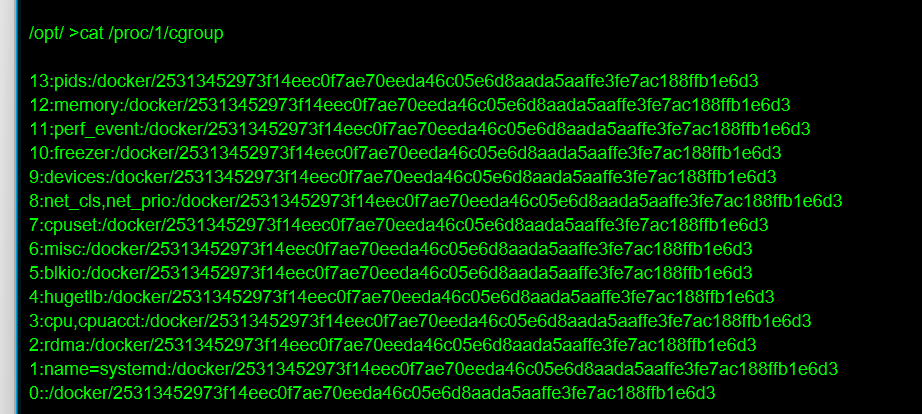 /opt/ >cat /proc/1/cgroup
13:pids:/docker/25313452973f14eec0f7ae70eeda46c05e6d8aada5aaffe3fe7ac188ffb1e6d3
12:memory:/docker/25313452973f14eec0f7ae70eeda46c05e6d8aada5aaffe3fe7ac188ffb1e6d3
11:perf_event:/docker/25313452973f14eec0f7ae70eeda46c05e6d8aada5aaffe3fe7ac188ffb1e6d3
10:freezer:/docker/25313452973f14eec0f7ae70eeda46c05e6d8aada5aaffe3fe7ac188ffb1e6d3
9:devices:/docker/25313452973f14eec0f7ae70eeda46c05e6d8aada5aaffe3fe7ac188ffb1e6d3
8:net_cls,net_prio:/docker/25313452973f14eec0f7ae70eeda46c05e6d8aada5aaffe3fe7ac188ffb1e6d3
7:cpuset:/docker/25313452973f14eec0f7ae70eeda46c05e6d8aada5aaffe3fe7ac188ffb1e6d3
6:misc:/docker/25313452973f14eec0f7ae70eeda46c05e6d8aada5aaffe3fe7ac188ffb1e6d3
5:blkio:/docker/25313452973f14eec0f7ae70eeda46c05e6d8aada5aaffe3fe7ac188ffb1e6d3
4:hugetlb:/docker/25313452973f14eec0f7ae70eeda46c05e6d8aada5aaffe3fe7ac188ffb1e6d3
3:cpu,cpuacct:/docker/25313452973f14eec0f7ae70eeda46c05e6d8aada5aaffe3fe7ac188ffb1e6d3
2:rdma:/docker/25313452973f14eec0f7ae70eeda46c05e6d8aada5aaffe3fe7ac188ffb1e6d3
1:name=systemd:/docker/25313452973f14eec0f7ae70eeda46c05e6d8aada5aaffe3fe7ac188ffb1e6d3
0::/docker/25313452973f14eec0f7ae70eeda46c05e6d8aada5aaffe3fe7ac188ffb1e6d3